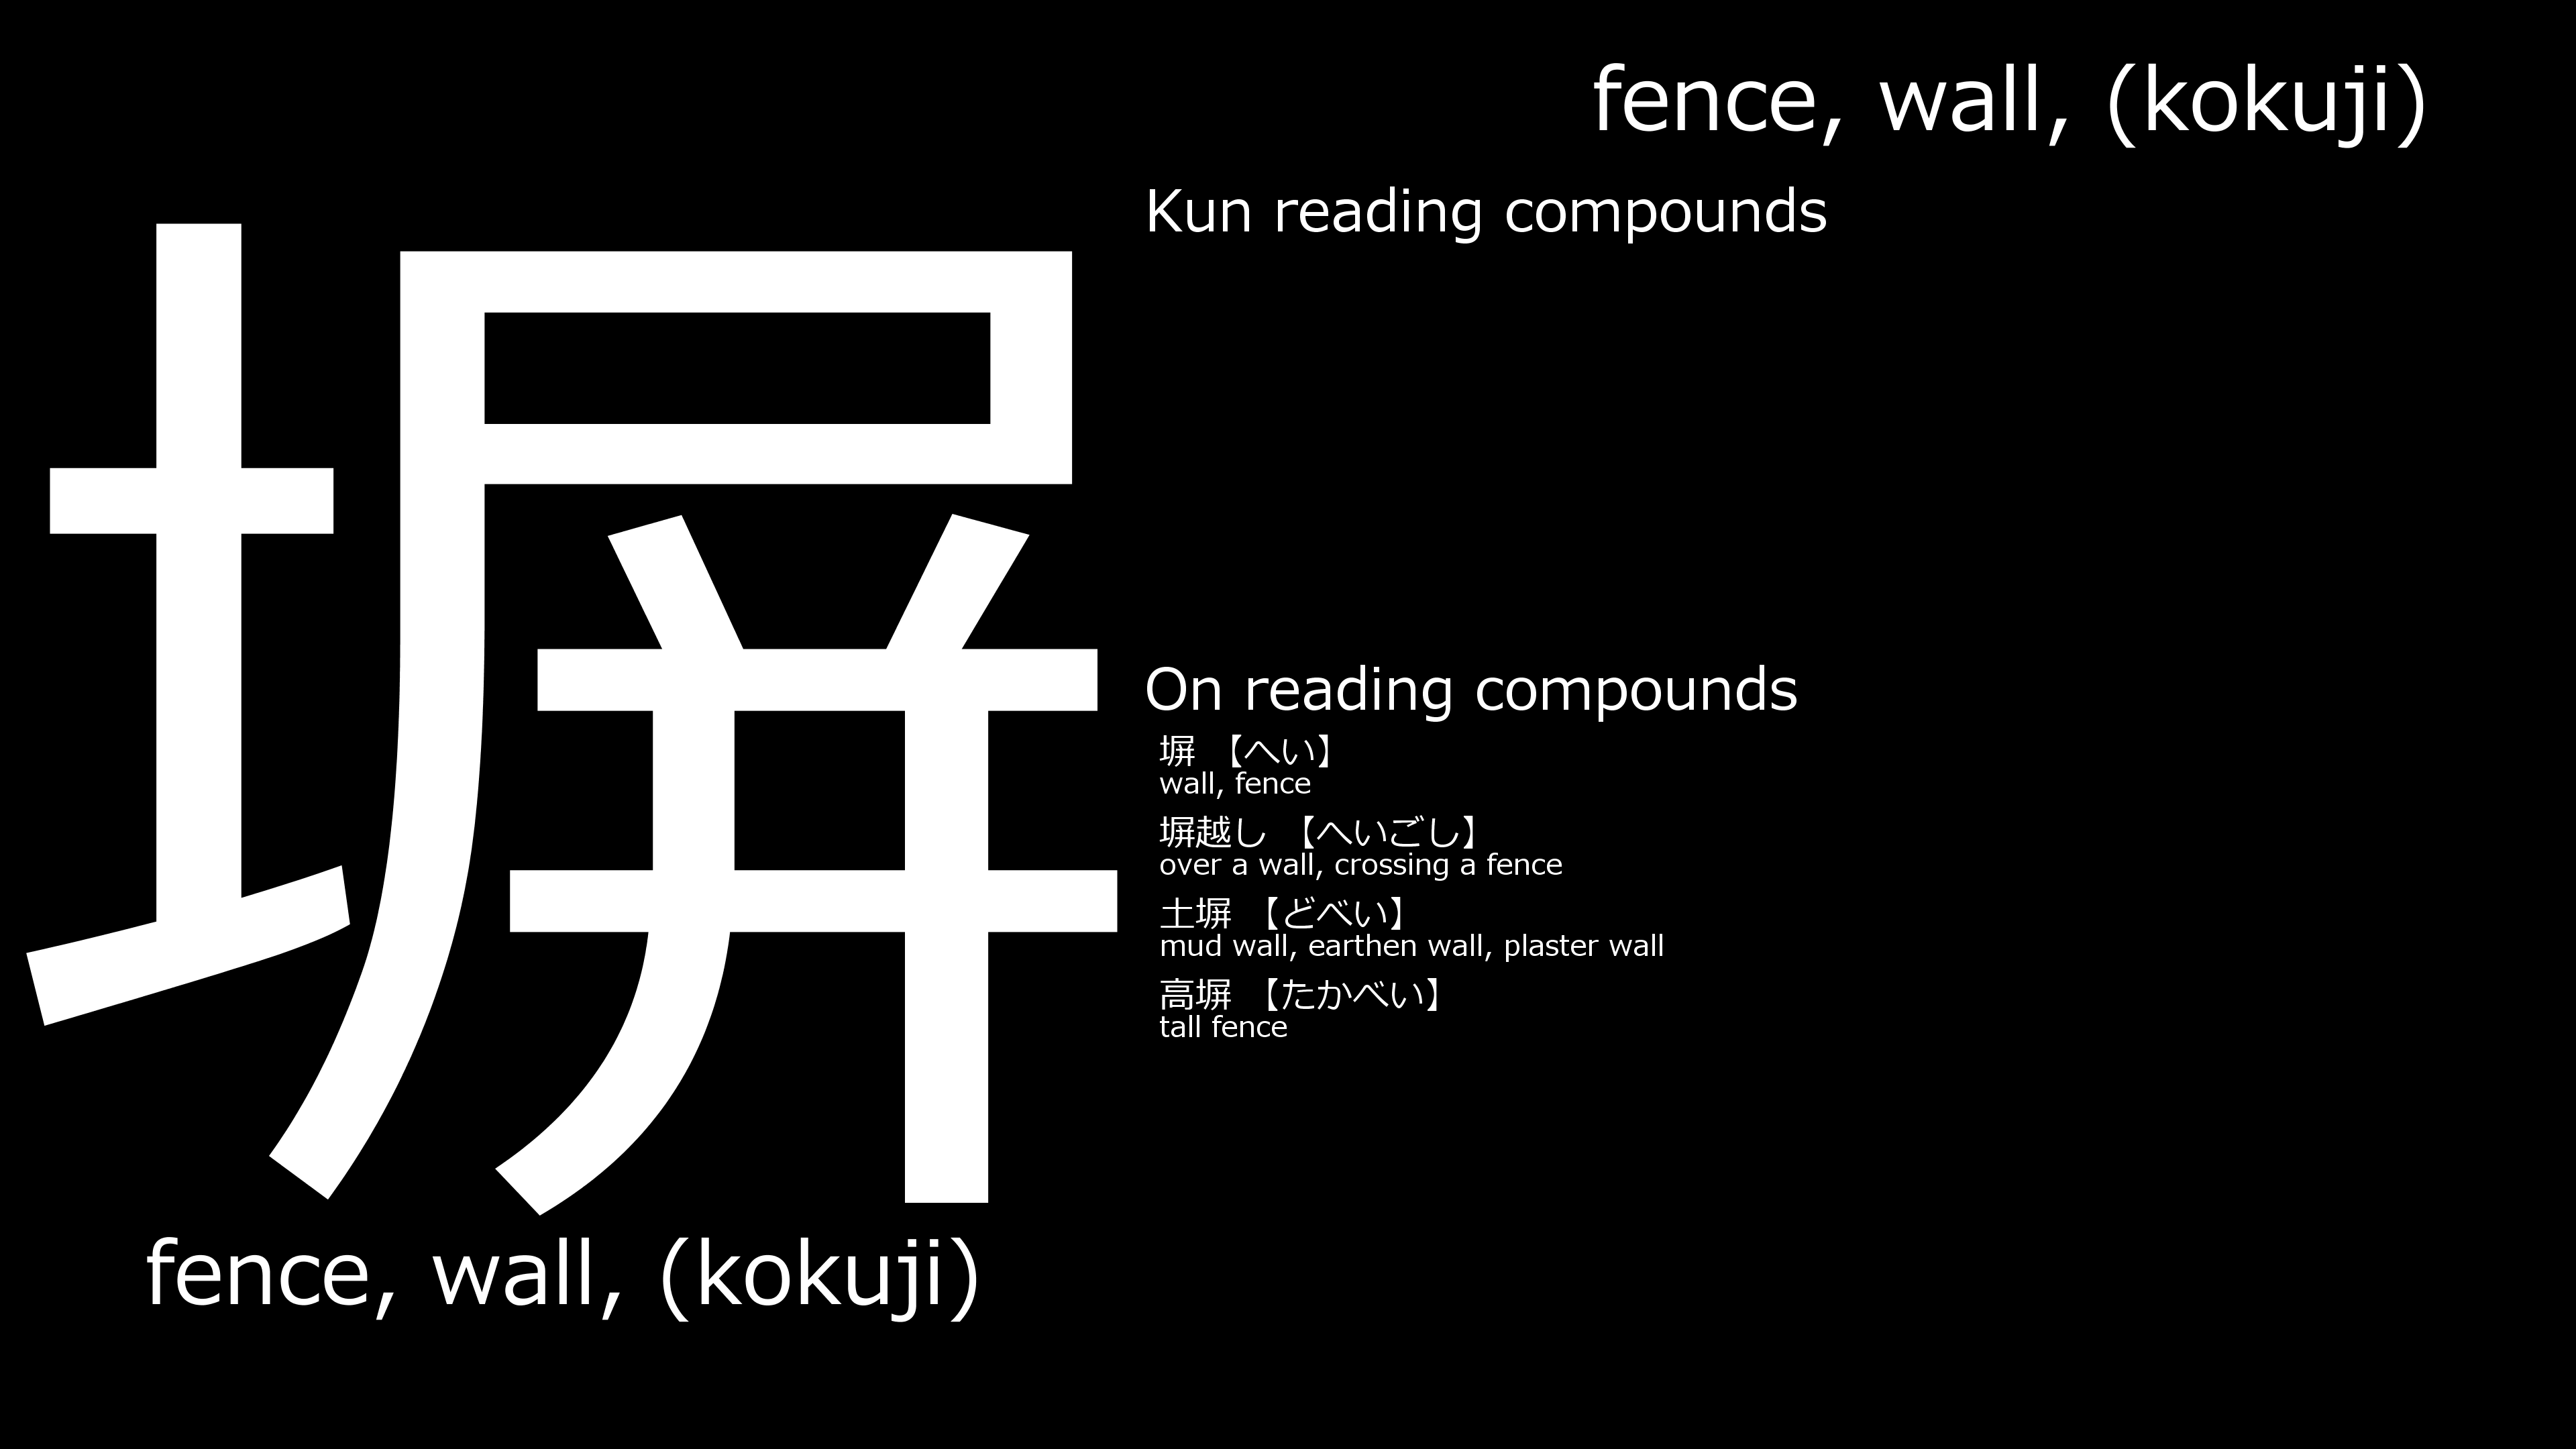 fence, wall, (kokuji)
塀
fence, wall, (kokuji)
Kun reading compounds
On reading compounds
塀 【へい】
wall, fence
塀越し 【へいごし】
over a wall, crossing a fence
土塀 【どべい】
mud wall, earthen wall, plaster wall
高塀 【たかべい】
tall fence